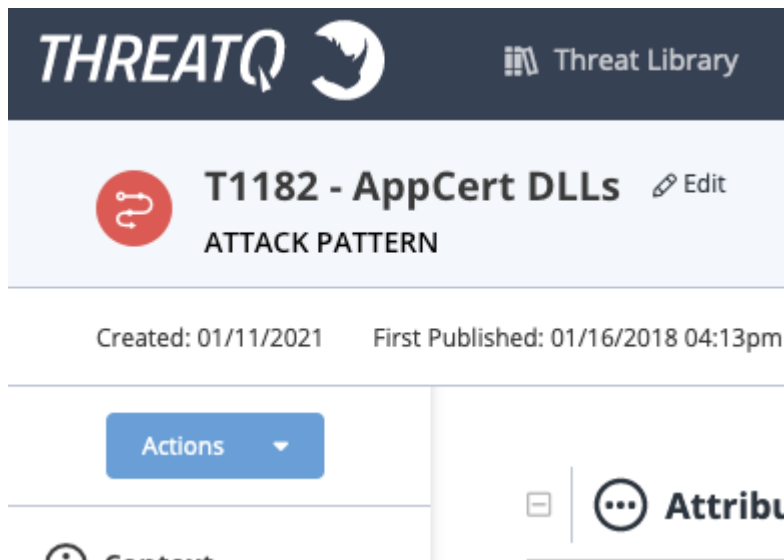 THREATQ
Threat Library
T1182 - AppCert DLLs
Edit
ATTACK PATTERN
Created: 01/11/2021
First Published: 01/16/2018 04:13pm
Actions